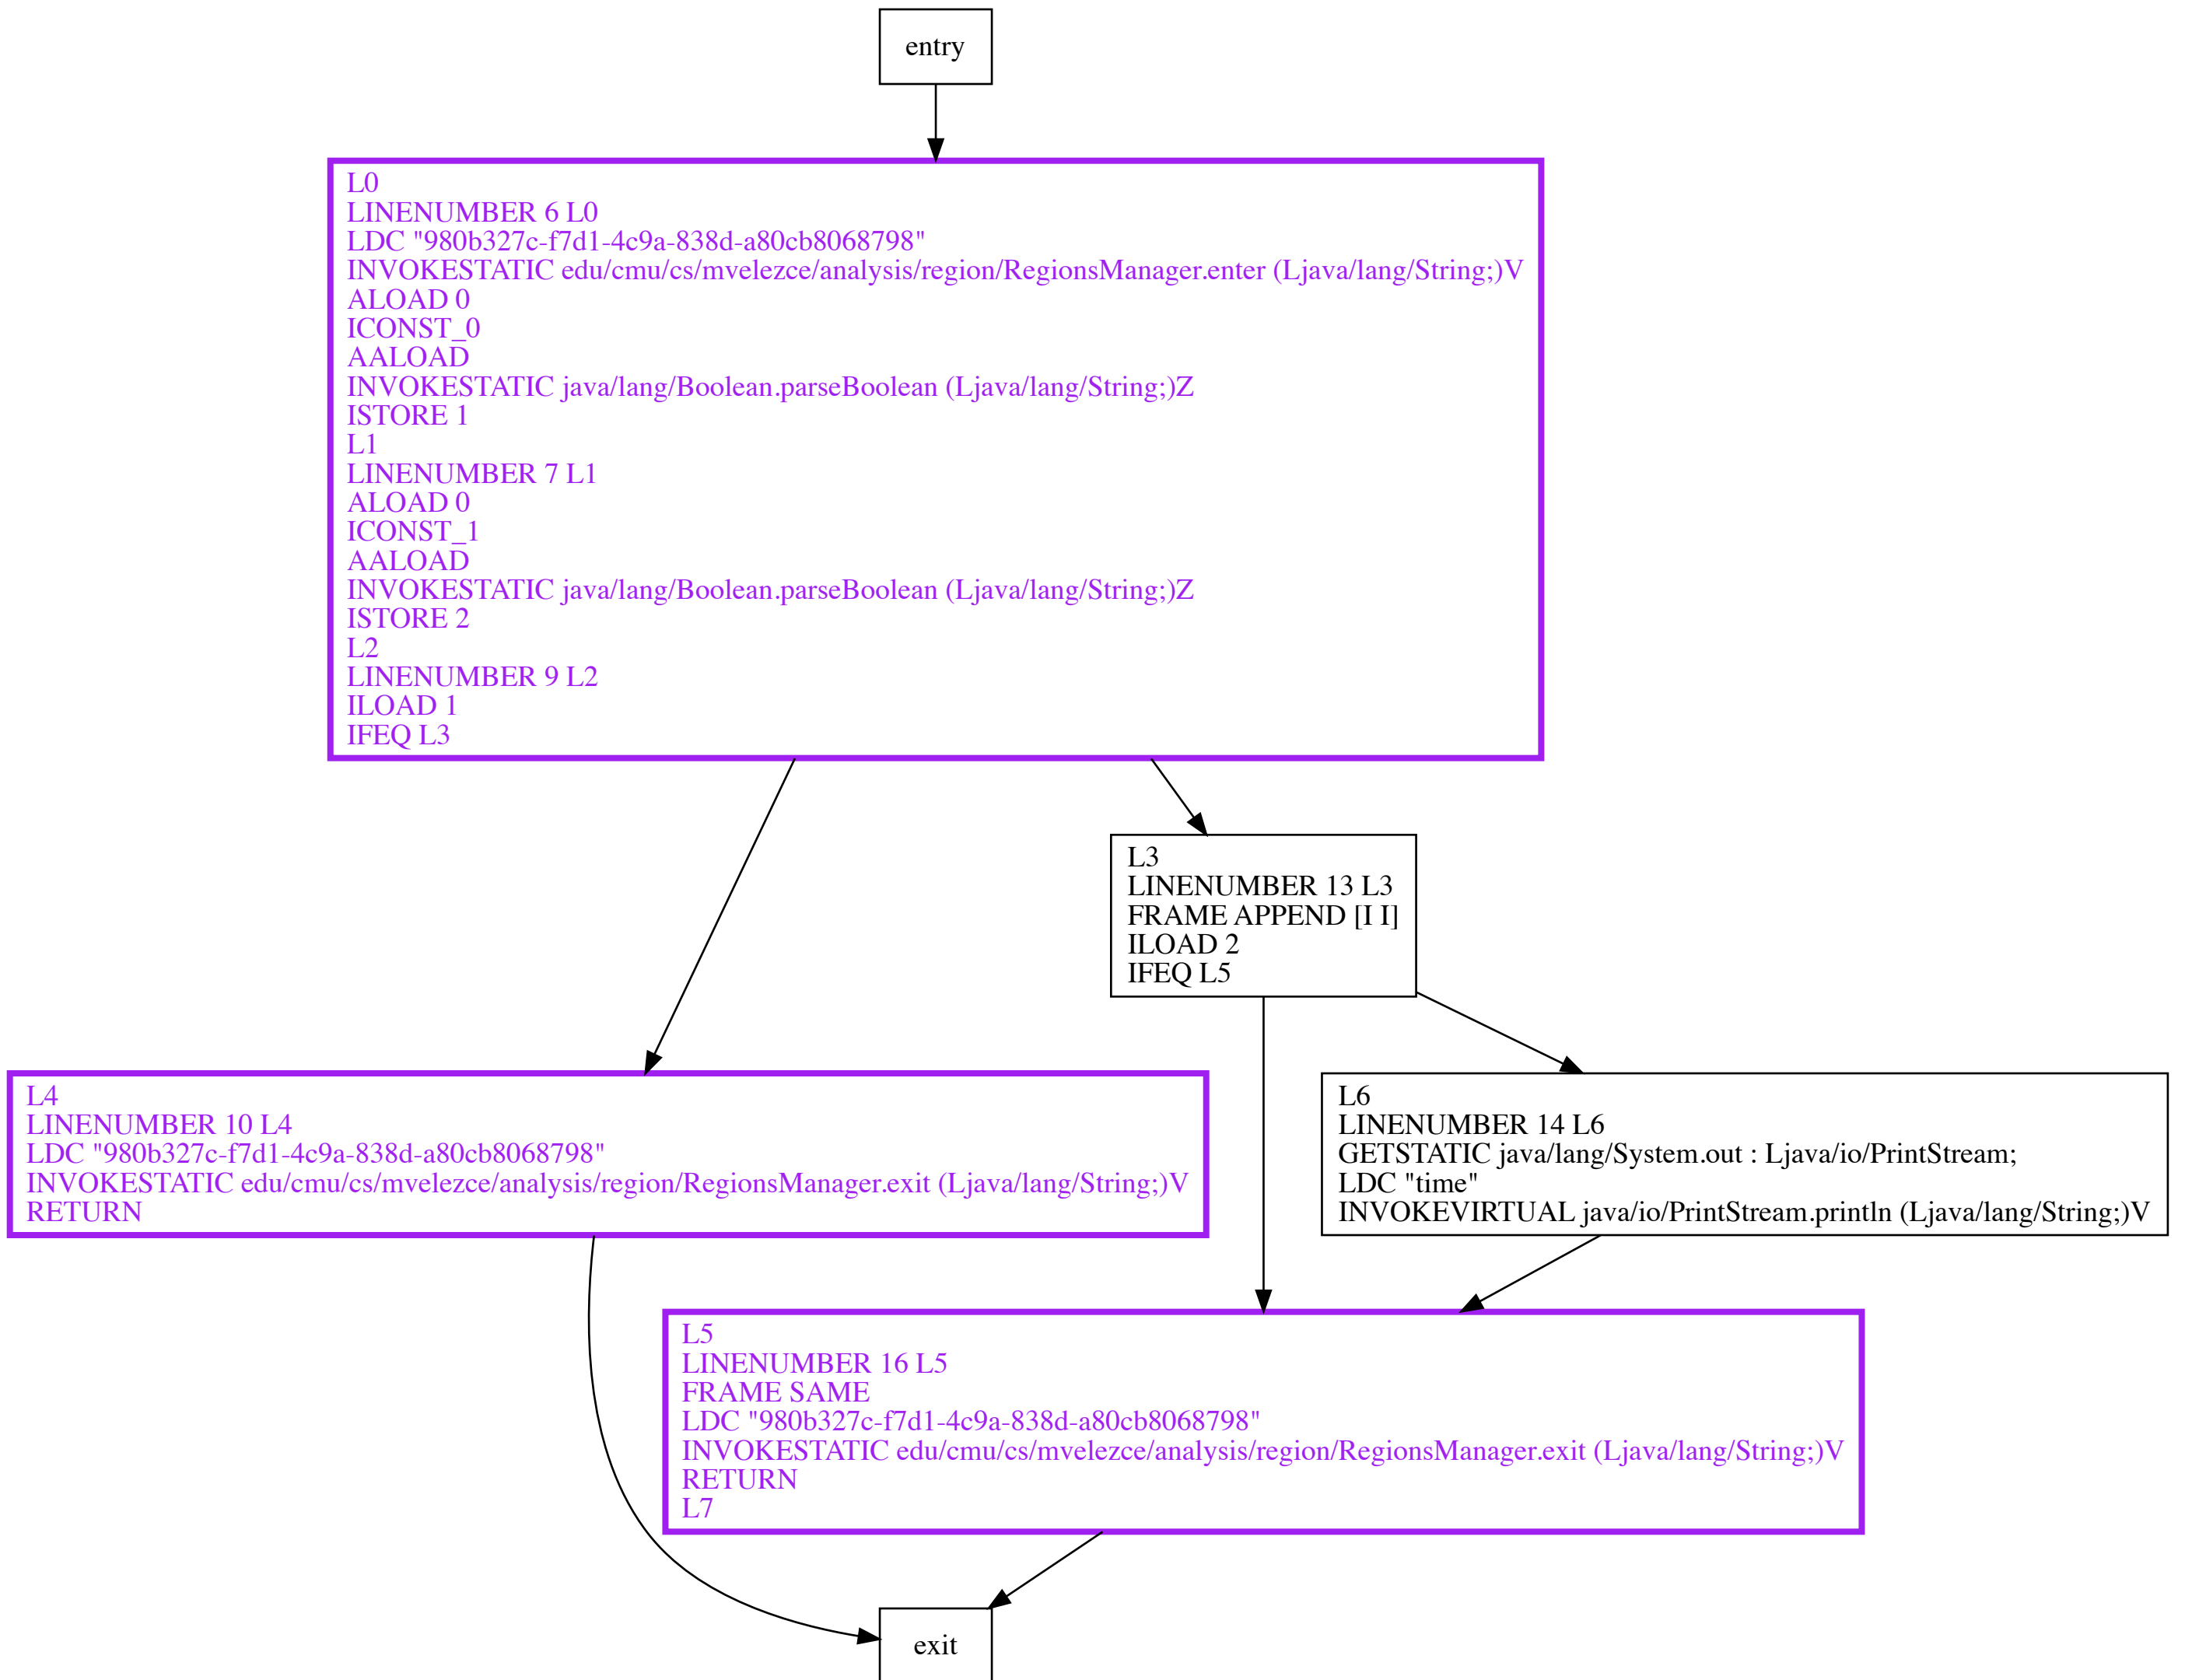 entry
L0
LINENUMBER 6 L0
LDC "980b327c-f7d1-4c9a-838d-a80cb8068798"
INVOKESTATIC edu/cmu/cs/mvelezce/analysis/region/RegionsManager.enter (Ljava/lang/String;)V
ALOAD 0
ICONST_0
AALOAD
INVOKESTATIC java/lang/Boolean.parseBoolean (Ljava/lang/String;)Z
ISTORE 1
L1
LINENUMBER 7 L1
ALOAD 0
ICONST_1
AALOAD
INVOKESTATIC java/lang/Boolean.parseBoolean (Ljava/lang/String;)Z
ISTORE 2
L2
LINENUMBER 9 L2
ILOAD 1
IFEQ L3
L3
LINENUMBER 13 L3
FRAME APPEND [I I]
ILOAD 2
IFEQ L5
L4
LINENUMBER 10 L4
LDC "980b327c-f7d1-4c9a-838d-a80cb8068798"
INVOKESTATIC edu/cmu/cs/mvelezce/analysis/region/RegionsManager.exit (Ljava/lang/String;)V
RETURN
L6
LINENUMBER 14 L6
GETSTATIC java/lang/System.out : Ljava/io/PrintStream;
LDC "time"
INVOKEVIRTUAL java/io/PrintStream.println (Ljava/lang/String;)V
L5
LINENUMBER 16 L5
FRAME SAME
LDC "980b327c-f7d1-4c9a-838d-a80cb8068798"
INVOKESTATIC edu/cmu/cs/mvelezce/analysis/region/RegionsManager.exit (Ljava/lang/String;)V
RETURN
L7
exit